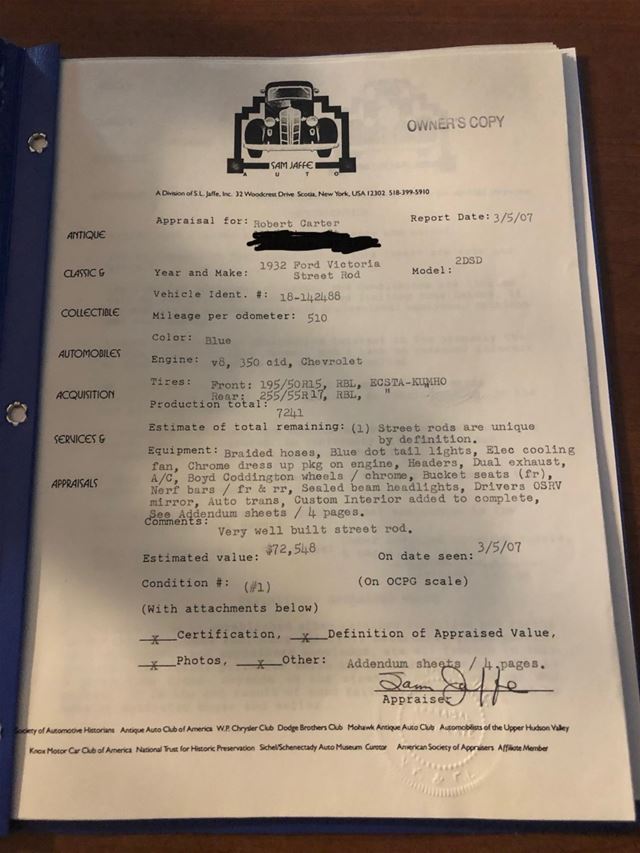 SAM JAFFE
AUTO
OWNER'S COPY
A Division of S.L. Jaffe, Inc. 32 Woodcrest Drive Scotia, New York, USA 12302 518-399-5910
Appraisal for: Robert Carter
Report Date: 3/5/07
ANTIQUE
CLASSIC &
COLLECTIBLE
AUTOMOBILES
ACQUISITION
SERVICES &
APPRAISALS
Year and Make: 1932 Ford Victoria
Street Rod
Model: 2DSD
Vehicle Ident. #: 18-142488
Mileage per odometer: 510
Color: Blue
Engine: v8, 350 cid, Chevrolet
Tires: Front: 195/50R15, RBL, ECSTA-KUMHO
Rear: 255/55R17, RBL, "
Production total: 7241
Estimate of total remaining: (1) Street rods are unique
by definition.
Equipment: Braided hoses, Blue dot tail lights, Elec cooling
fan, Chrome dress up pkg on engine, Headers, Dual exhaust,
A/C, Boyd Coddington wheels / chrome, Bucket seats (fr),
Nerf bars / fr & rr, Sealed beam headlights, Drivers OSRV
mirror, Auto trans, Custom Interior added to complete,
See Addendum sheets / 4 pages.
Comments:
Very well built street rod.
Estimated value: $72,548
On date seen: 3/5/07
Condition #: (#1)
(On OCPG scale)
(With attachments below)
x Certification, x Definition of Appraised Value,
x Photos, x Other: Addendum sheets / 4 pages.
Sam Jaffe
Appraiser
Society of Automotive Historians Antique Auto Club of America W.P. Chrysler Club Dodge Brothers Club Mohawk Antique Auto Club Automobilists of the Upper Hudson Valley
Knox Motor Car Club of America National Trust for Historic Preservation Sichel/Schenectady Auto Museum Curator American Society of Appraisers Affiliate Member